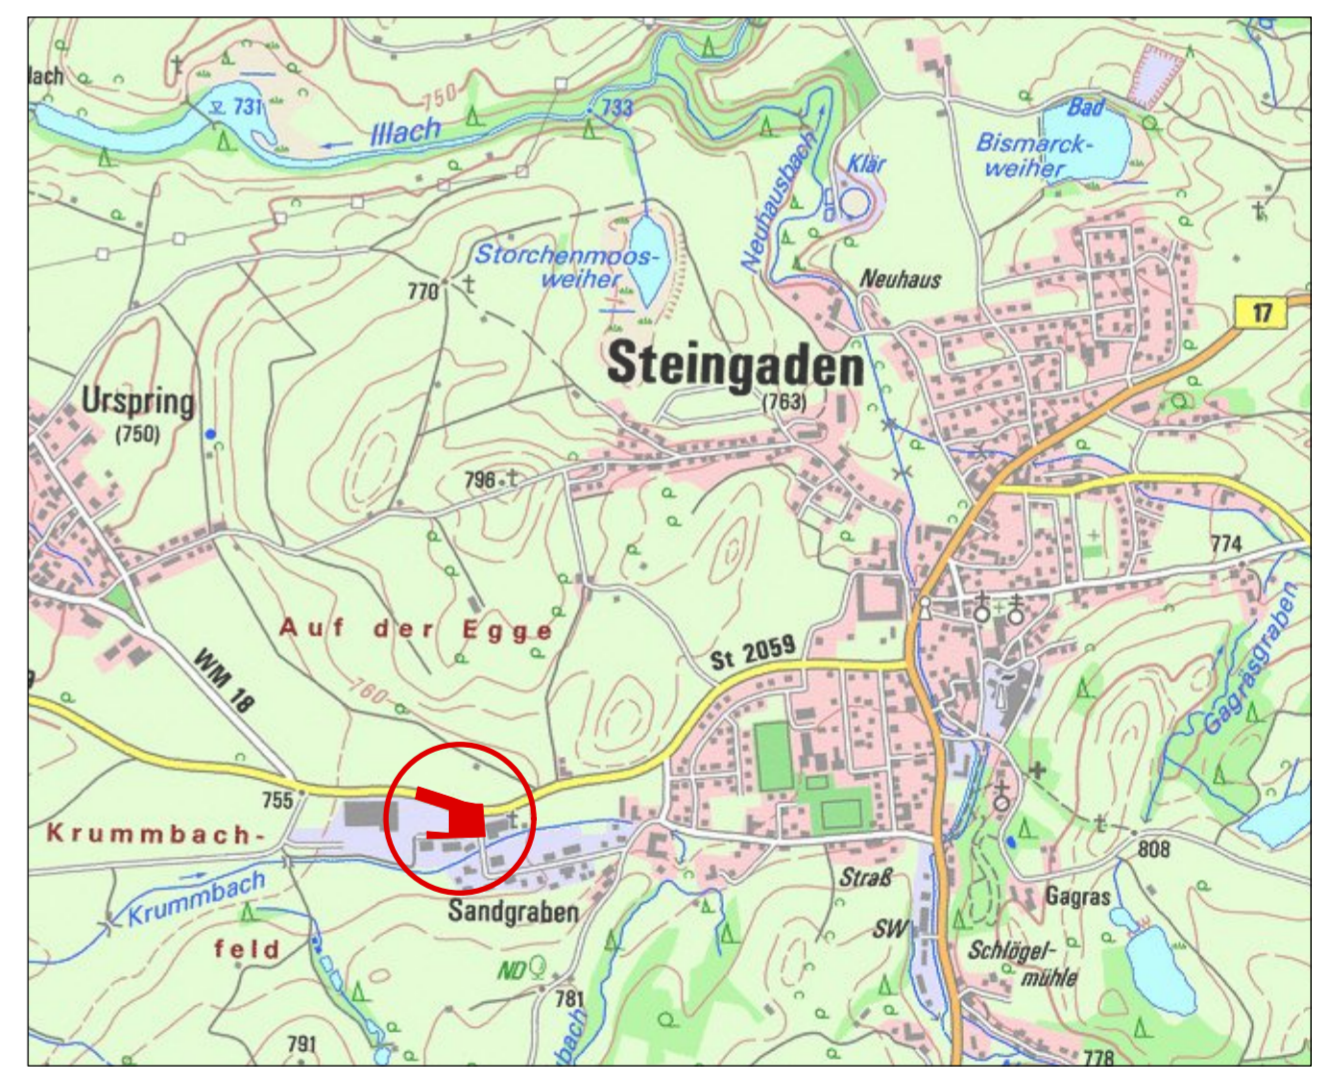 lach
731
Illach
750
733
Neuhausbach
Klär
Bad
Bismarck-
weiher
Storchenmoos-
weiher
770
Neuhaus
17
Steingaden
(763)
Urspring
(750)
796
774
Auf der Egge
St 2059
WM 18
760
Gagräsgraben
755
Krummbach-
feld
Krummbach
Sandgraben
Straß
808
Gagras
SW
Schlögel-
mühle
ND
781
bach
791
778